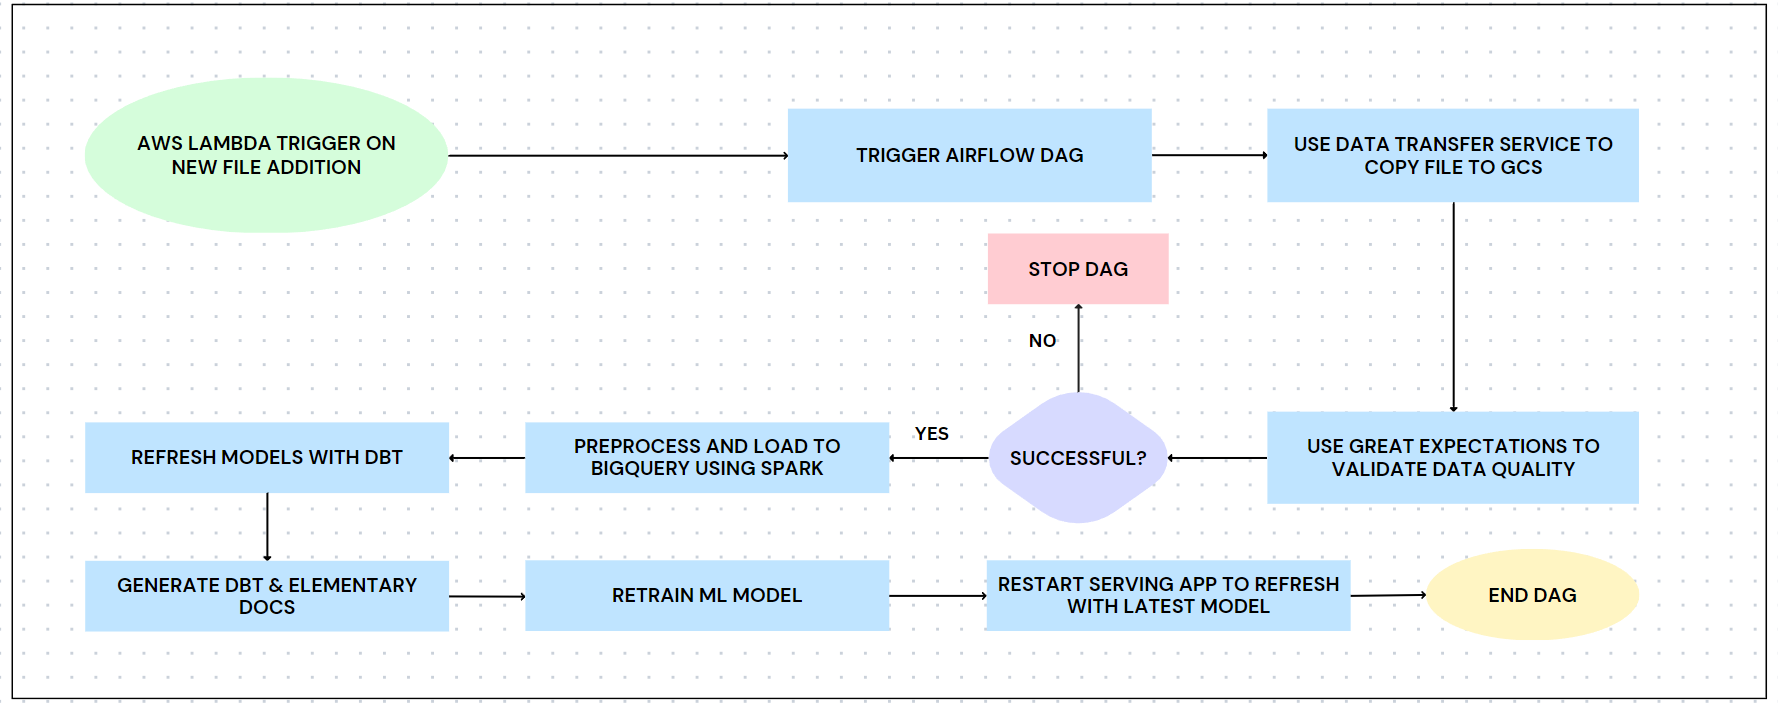 AWS LAMBDA TRIGGER ON
NEW FILE ADDITION
TRIGGER AIRFLOW DAG
USE DATA TRANSFER SERVICE TO
COPY FILE TO GCS
STOP DAG
NO
USE GREAT EXPECTATIONS TO
VALIDATE DATA QUALITY
SUCCESSFUL?
YES
PREPROCESS AND LOAD TO
BIGQUERY USING SPARK
REFRESH MODELS WITH DBT
GENERATE DBT & ELEMENTARY
DOCS
RETRAIN ML MODEL
RESTART SERVING APP TO REFRESH
WITH LATEST MODEL
END DAG